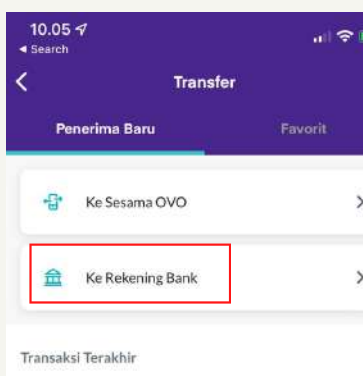 10.05
Search
Transfer
Penerima Baru
Favorit
Ke Sesama OVO
Ke Rekening Bank
Transaksi Terakhir